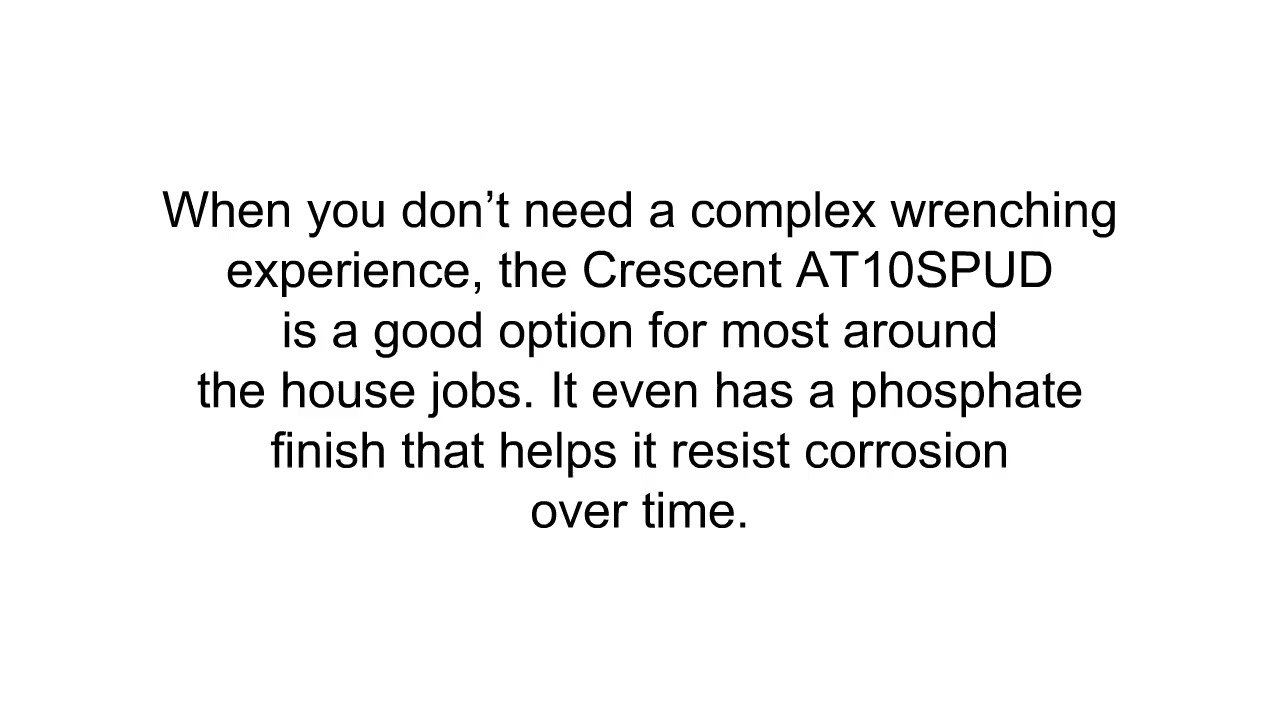 When you don’t need a complex wrenching
experience, the Crescent AT10SPUD
is a good option for most around
the house jobs. It even has a phosphate
finish that helps it resist corrosion
over time.